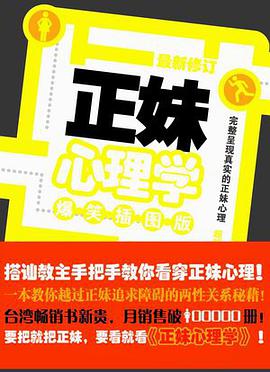 最新修订
正妹
心理学
爆笑插图版
完整呈现真实的正妹心理
搭讪教主手把手教你看穿正妹心理！
一本教你越过正妹追求障碍的两性关系秘籍！
台湾畅销书新贵，月销售破100000册！
要把就把正妹，要看就看《正妹心理学》！